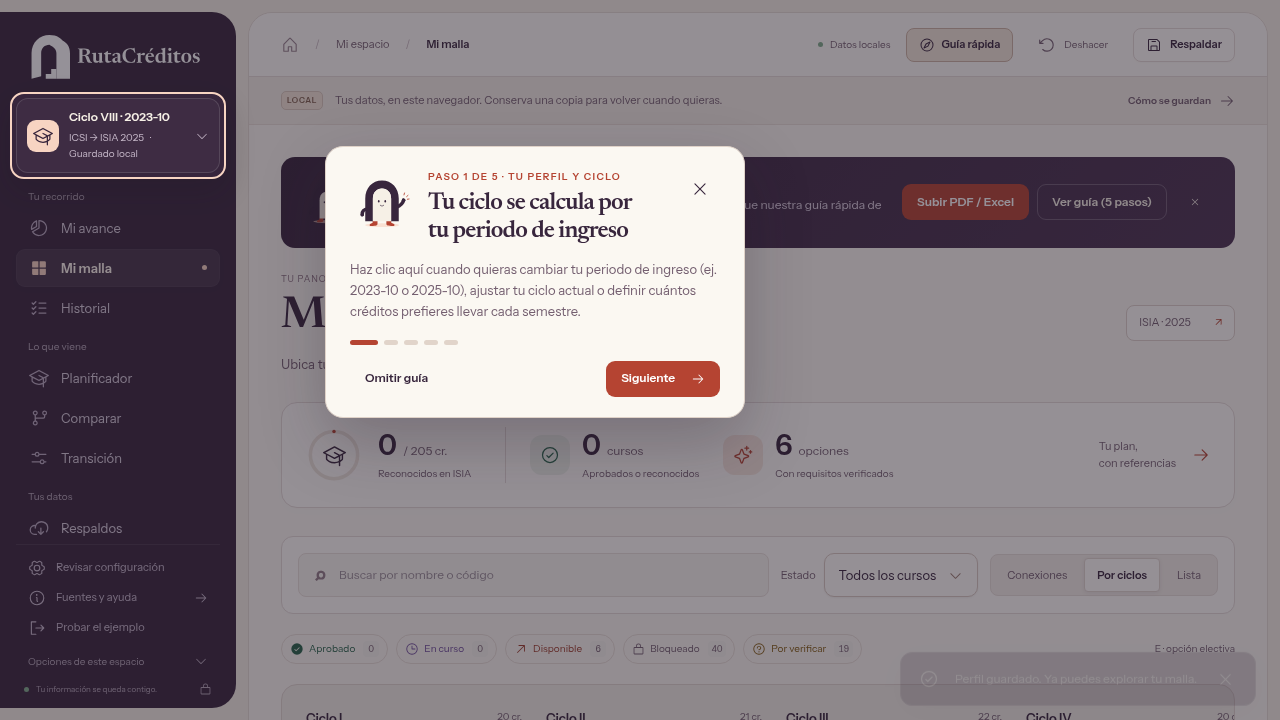 RutaCréditos
Ciclo VIII · 2023-10
ICSI → ISIA 2025 ·
Guardado local
Tu recorrido
Mi avance
Mi malla
Historial
Lo que viene
Planificador
Comparar
Transición
Tus datos
Respaldos
Revisar configuración
Fuentes y ayuda
Probar el ejemplo
Opciones de este espacio
Tu información se queda contigo.
/ Mi espacio / Mi malla
Datos locales
Guía rápida
Deshacer
Respaldar
LOCAL Tus datos, en este navegador. Conserva una copia para volver cuando quieras.
Cómo se guardan
PASO 1 DE 5 · TU PERFIL Y CICLO
Tu ciclo se calcula por
tu periodo de ingreso
Haz clic aquí cuando quieras cambiar tu periodo de ingreso (ej.
2023-10 o 2025-10), ajustar tu ciclo actual o definir cuántos
créditos prefieres llevar cada semestre.
Omitir guía
Siguiente
ue nuestra guía rápida de
Subir PDF / Excel
Ver guía (5 pasos)
TU PANO
M
ISIA · 2025
Ubica tu
0 / 205 cr.
Reconocidos en ISIA
0 cursos
Aprobados o reconocidos
6 opciones
Con requisitos verificados
Tu plan,
con referencias
Buscar por nombre o código
Estado
Todos los cursos
Conexiones
Por ciclos
Lista
Aprobado 0
En curso 0
Disponible 6
Bloqueado 40
Por verificar 19
E · opción electiva
Perfil guardado. Ya puedes explorar tu malla.
Ciclo I 20 cr.
Ciclo II 21 cr.
Ciclo III 22 cr.
Ciclo IV